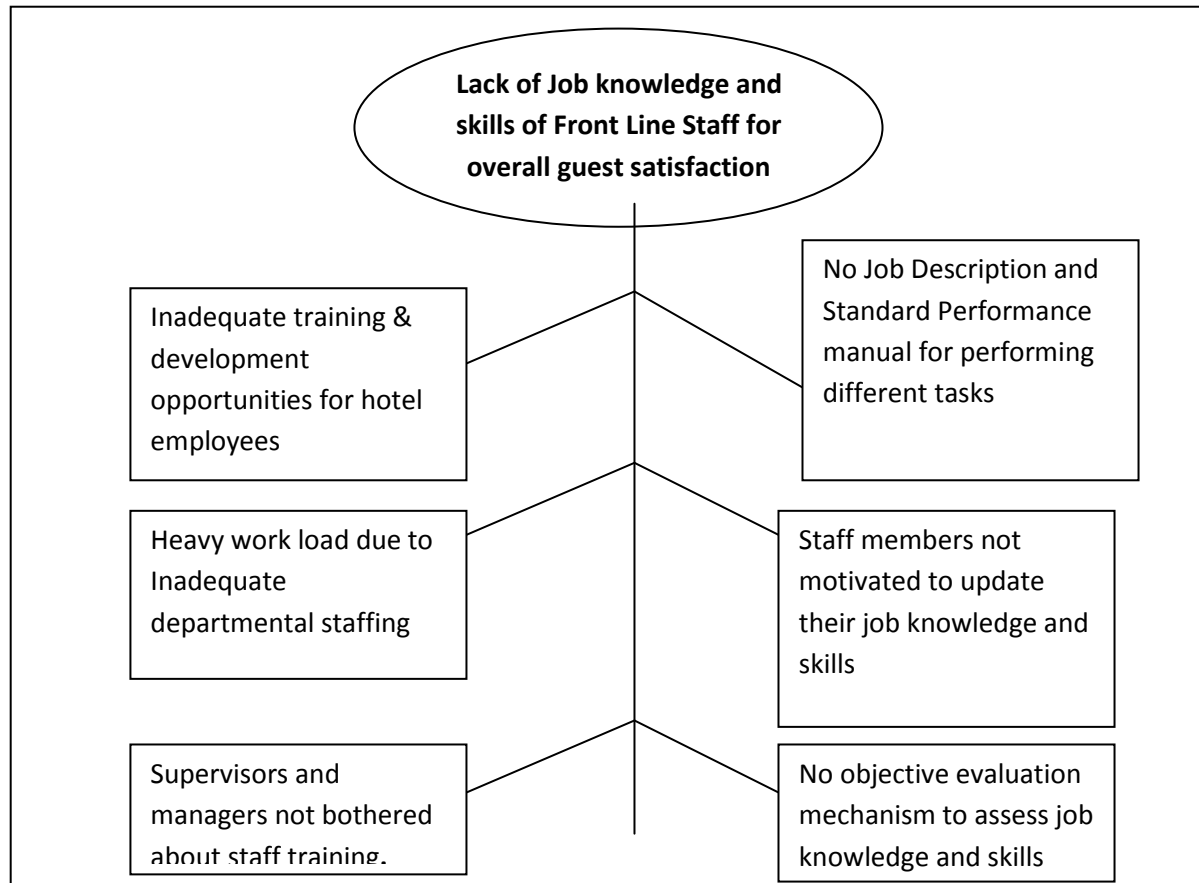 Lack of Job knowledge and
skills of Front Line Staff for
overall guest satisfaction
Inadequate training &
development
opportunities for hotel
employees
No Job Description and
Standard Performance
manual for performing
different tasks
Heavy work load due to
Inadequate
departmental staffing
Staff members not
motivated to update
their job knowledge and
skills
Supervisors and
managers not bothered
about staff training.
No objective evaluation
mechanism to assess job
knowledge and skills